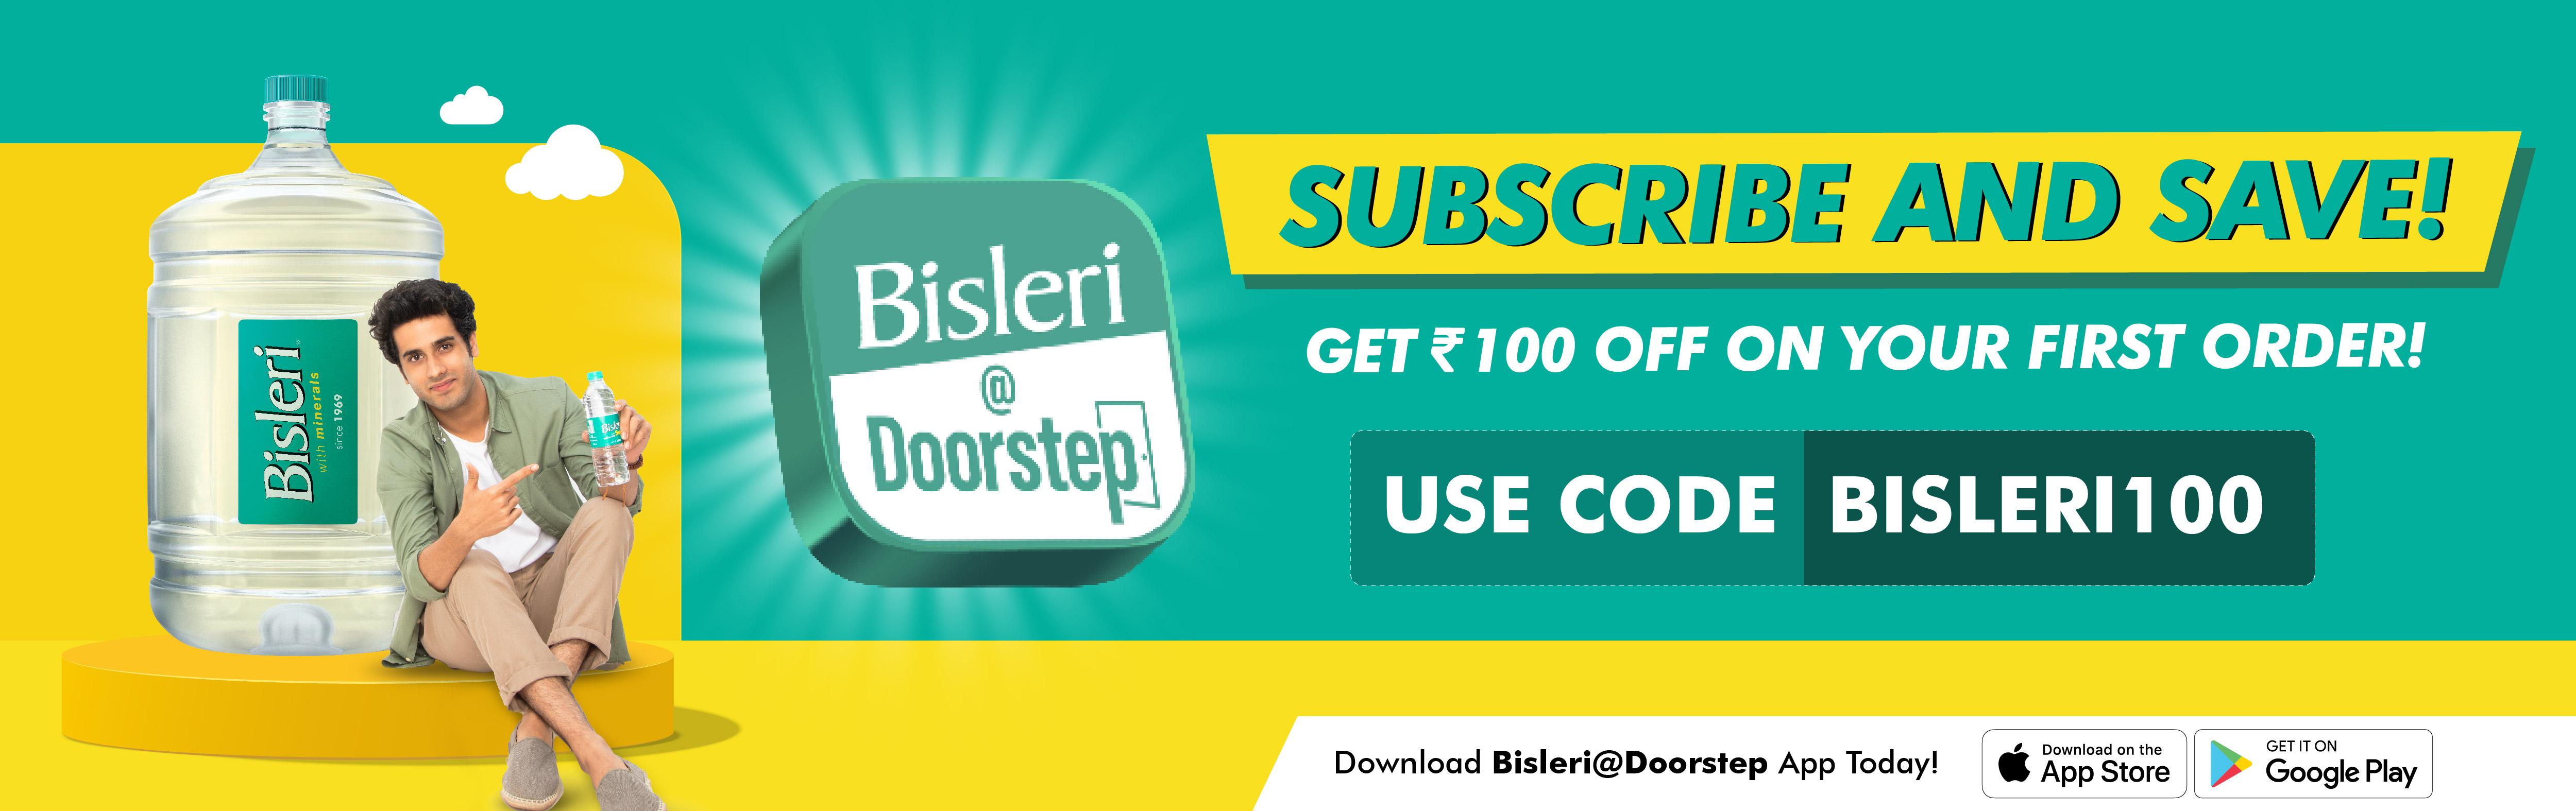 Bisleri
with minerals
since 1969
Bisleri
Bisleri
@
Doorstep
SUBSCRIBE AND SAVE!
GET ₹100 OFF ON YOUR FIRST ORDER!
USE CODE BISLERI100
Download Bisleri@Doorstep App Today!
Download on the
App Store
GET IT ON
Google Play